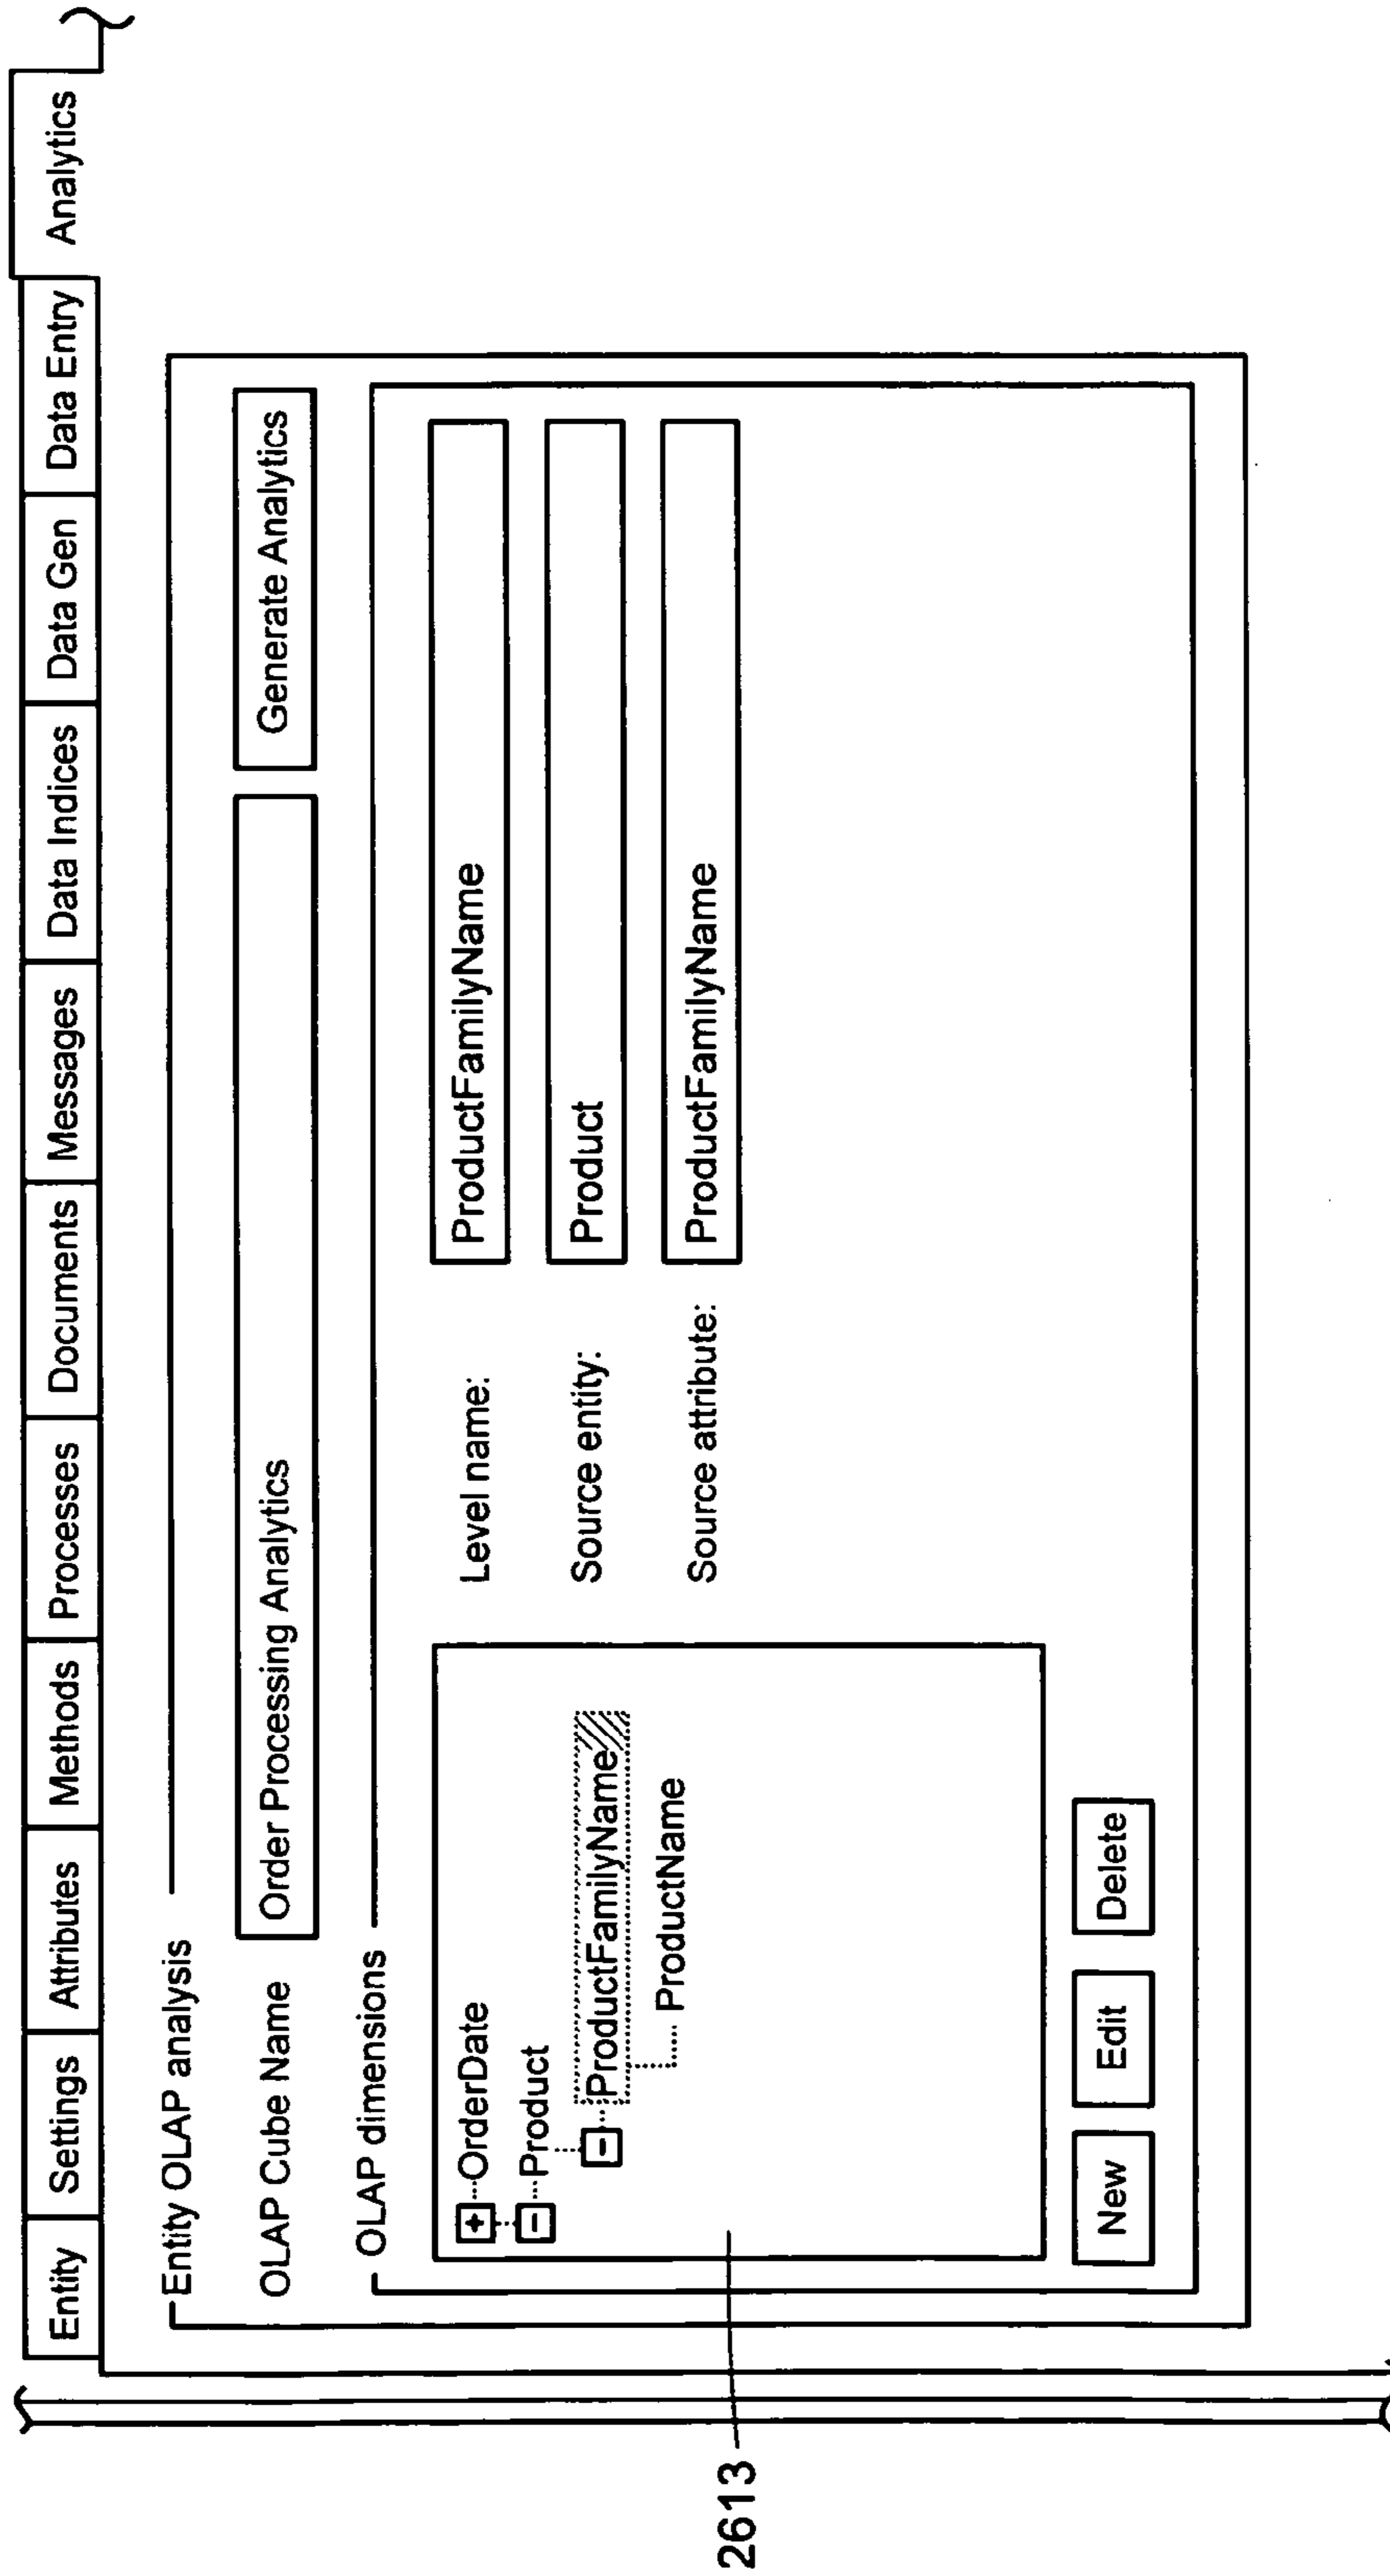 Entity Settings Attributes Methods Processes Documents Messages Data Indices Data Gen Data Entry Analytics
Entity OLAP analysis
OLAP Cube Name Order Processing Analytics Generate Analytics
OLAP dimensions
+ OrderDate Level name: ProductFamilyName
- Product Source entity: Product
- ProductFamilyName
ProductName Source attribute: ProductFamilyName
New Edit Delete
2613